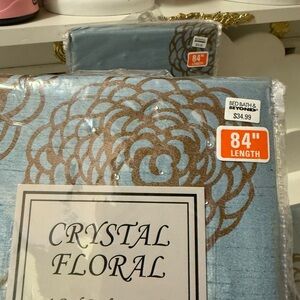 84"
BED BATH &
BEYOND
$34.99
84"
LENGTH
CRYSTAL
FLORAL